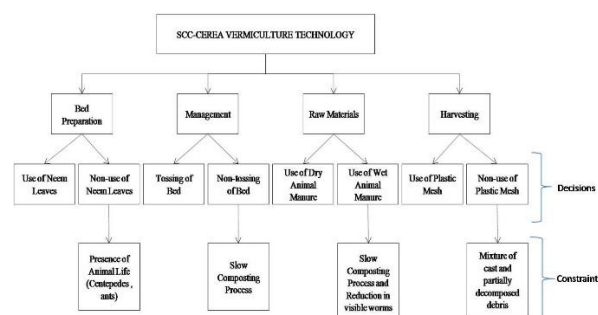 SCC-CEREA VERMICULTURE TECHNOLOGY
Bed
Preparation
Management
Raw Materials
Harvesting
Use of Neem
Leaves
Non-use of
Neem Leaves
Tossing of
Bed
Non-tossing
of Bed
Use of Dry
Animal
Manure
Use of Wet
Animal
Manure
Use of Plastic
Mesh
Non-use of
Plastic Mesh
Decisions
Presence of
Animal Life
(Centepedes ,
ants)
Slow
Composting
Process
Slow
Composting
Process and
Reduction in
visible worms
Mixture of
cast and
partially
decomposed
debris
Constraint